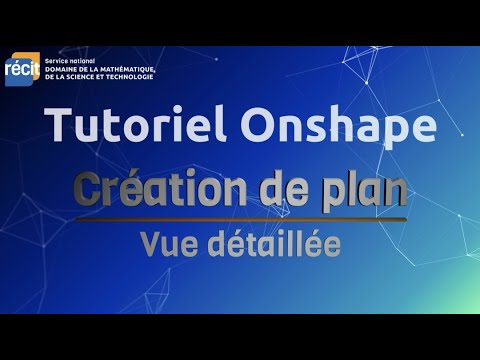 récit
Service national
DOMAINE DE LA MATHÉMATIQUE,
DE LA SCIENCE ET TECHNOLOGIE
Tutoriel Onshape
Création de plan
Vue détaillée